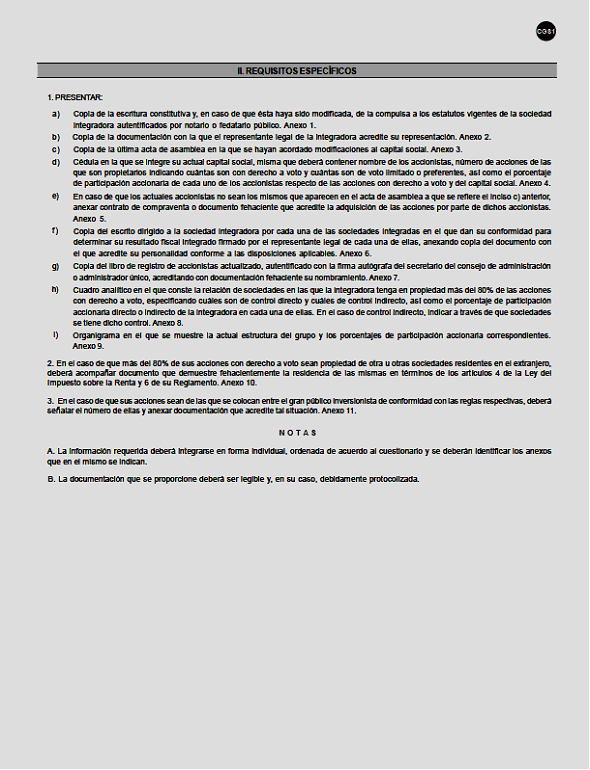 CGS1
II. REQUISITOS ESPECÍFICOS
1. PRESENTAR:
a) Copia de la escritura constitutiva y, en caso de que ésta haya sido modificada, de la compulsa a los estatutos vigentes de la sociedad
integradora autentificados por notario o fedatario público. Anexo 1.
b) Copia de la documentación con la que el representante legal de la integradora acredite su representación. Anexo 2.
c) Copia de la última acta de asamblea en la que se hayan acordado modificaciones al capital social. Anexo 3.
d) Cédula en la que se integre su actual capital social, misma que deberá contener nombre de los accionistas, número de acciones de las
que son propietarios indicando cuántas son con derecho a voto y cuántas son de voto limitado o preferentes, así como el porcentaje
de participación accionaria de cada uno de los accionistas respecto de las acciones con derecho a voto y del capital social. Anexo 4.
e) En caso de que los actuales accionistas no sean los mismos que aparecen en el acta de asamblea a que se refiere el inciso c) anterior,
anexar contrato de compraventa o documento fehaciente que acredite la adquisición de las acciones por parte de dichos accionistas.
Anexo 5.
f) Copia del escrito dirigido a la sociedad integradora por cada una de las sociedades integradas en el que dan su conformidad para
determinar su resultado fiscal integrado firmado por el representante legal de cada una de ellas, anexando copia del documento con
el que acredite su personalidad conforme a las disposiciones aplicables. Anexo 6.
g) Copia del libro de registro de accionistas actualizado, autentificado con la firma autógrafa del secretario del consejo de administración
o administrador único, acreditando con documentación fehaciente su nombramiento. Anexo 7.
h) Cuadro analítico en el que conste la relación de sociedades en las que la integradora tenga en propiedad más del 80% de las acciones
con derecho a voto, especificando cuáles son de control directo y cuáles de control indirecto, así como el porcentaje de participación
accionaria directo o indirecto de la integradora en cada una de ellas. En el caso de control indirecto, indicar a través de que sociedades
se tiene dicho control. Anexo 8.
i) Organigrama en el que se muestre la actual estructura del grupo y los porcentajes de participación accionaria correspondientes.
Anexo 9.
2. En el caso de que más del 80% de sus acciones con derecho a voto sean propiedad de otra u otras sociedades residentes en el extranjero,
deberá acompañar documento que demuestre fehacientemente la residencia de las mismas en términos de los artículos 4 de la Ley del
Impuesto sobre la Renta y 6 de su Reglamento. Anexo 10.
3. En el caso de que sus acciones sean de las que se colocan entre el gran público inversionista de conformidad con las reglas respectivas, deberá
señalar el número de ellas y anexar documentación que acredite tal situación. Anexo 11.
N O T A S
A. La información requerida deberá integrarse en forma individual, ordenada de acuerdo al cuestionario y se deberán identificar los anexos
que en el mismo se indican.
B. La documentación que se proporcione deberá ser legible y, en su caso, debidamente protocolizada.